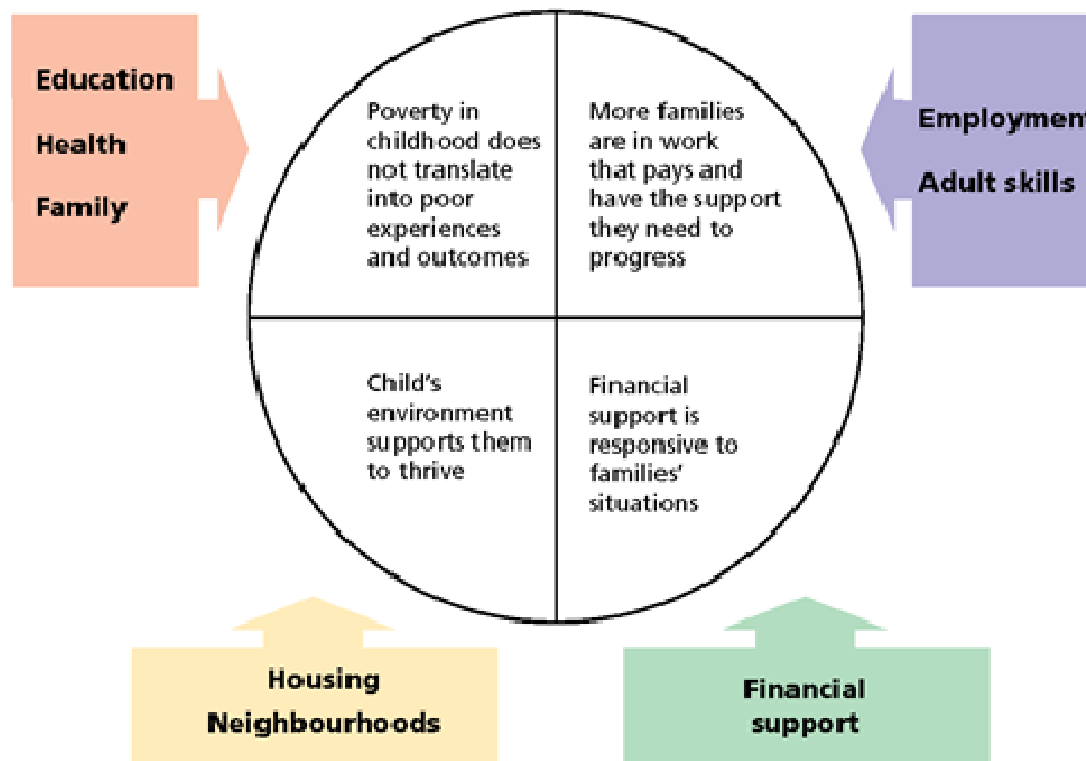 Education
Health
Family
Poverty in
childhood does
not translate
into poor
experiences
and outcomes
More families
are in work
that pays and
have the support
they need to
progress
Employmen
Adult skills
Child's
environment
supports them
to thrive
Financial
support is
responsive to
families'
situations
Housing
Neighbourhoods
Financial
support